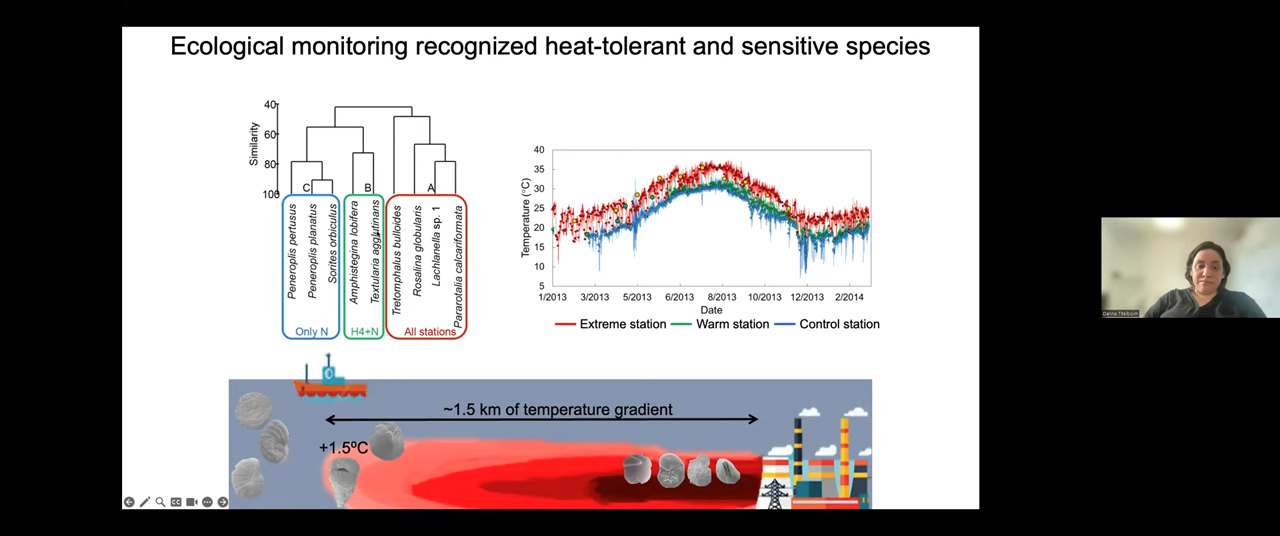 Ecological monitoring recognized heat-tolerant and sensitive species
Similarity
40
60
80
100
C
B
A
Peneroplis pertusus
Peneroplis planatus
Sorites orbiculus
Amphistegina lobifera
Textularia agglutinans
Tretomphalus bulloides
Rosalina globularis
Lachlanella sp. 1
Pararotalia calcariformata
Only N
H4+N
All stations
Temperature (°C)
40
35
30
25
20
15
10
5
1/2013
3/2013
5/2013
6/2013
8/2013
10/2013
12/2013
2/2014
Date
Extreme station
Warm station
Control station
~1.5 km of temperature gradient
+1.5ºC
Danna Titelboim